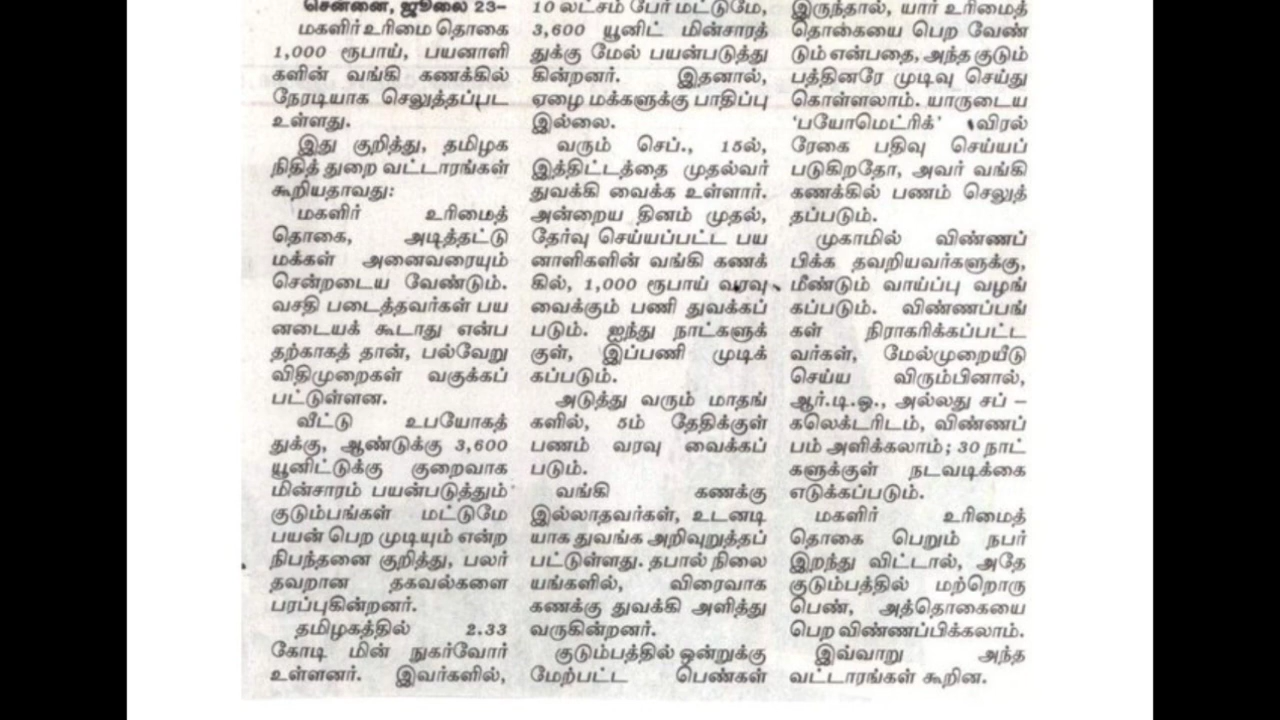 சென்னை, ஜூலை 23–
மகளிர் உரிமை தொகை
1,000 ரூபாய், பயனாளி
களின் வங்கி கணக்கில்
நேரடியாக செலுத்தப்பட
உள்ளது.
இது குறித்து, தமிழக
நிதித் துறை வட்டாரங்கள்
கூறியதாவது:
மகளிர் உரிமைத்
தொகை, அடித்தட்டு
மக்கள் அனைவரையும்
சென்றடைய வேண்டும்.
வசதி படைத்தவர்கள் பய
னடையக் கூடாது என்ப
தற்காகத் தான், பல்வேறு
விதிமுறைகள் வகுக்கப்
பட்டுள்ளன.
வீட்டு உபயோகத்
துக்கு, ஆண்டுக்கு 3,600
யூனிட்டுக்கு குறைவாக
மின்சாரம் பயன்படுத்தும்
குடும்பங்கள் மட்டுமே
பயன் பெற முடியும் என்ற
நிபந்தனை குறித்து, பலர்
தவறான தகவல்களை
பரப்புகின்றனர்.
தமிழகத்தில் 2.33
கோடி மின் நுகர்வோர்
உள்ளனர். இவர்களில்,
10 லட்சம் பேர் மட்டுமே,
3,600 யூனிட் மின்சாரத்
துக்கு மேல் பயன்படுத்து
கின்றனர். இதனால்,
ஏழை மக்களுக்கு பாதிப்பு
இல்லை.
வரும் செப்., 15ல்,
இத்திட்டத்தை முதல்வர்
துவக்கி வைக்க உள்ளார்.
அன்றைய தினம் முதல்,
தேர்வு செய்யப்பட்ட பய
னாளிகளின் வங்கி கணக்
கில், 1,000 ரூபாய் வரவு
வைக்கும் பணி துவக்கப்
படும். ஐந்து நாட்களுக்
குள், இப்பணி முடிக்
கப்படும்.
அடுத்து வரும் மாதங்
களில், 5ம் தேதிக்குள்
பணம் வரவு வைக்கப்
படும்.
வங்கி கணக்கு
இல்லாதவர்கள், உடனடி
யாக துவங்க அறிவுறுத்தப்
பட்டுள்ளது. தபால் நிலை
யங்களில், விரைவாக
கணக்கு துவக்கி அளித்து
வருகின்றனர்.
குடும்பத்தில் ஒன்றுக்கு
மேற்பட்ட பெண்கள்
இருந்தால், யார் உரிமைத்
தொகையை பெற வேண்
டும் என்பதை, அந்த குடும்
பத்தினரே முடிவு செய்து
கொள்ளலாம். யாருடைய
'பயோமெட்ரிக்' விரல்
ரேகை பதிவு செய்யப்
படுகிறதோ, அவர் வங்கி
கணக்கில் பணம் செலுத்
தப்படும்.
முகாமில் விண்ணப்
பிக்க தவறியவர்களுக்கு,
மீண்டும் வாய்ப்பு வழங்
கப்படும். விண்ணப்பங்
கள் நிராகரிக்கப்பட்ட
வர்கள், மேல்முறையீடு
செய்ய விரும்பினால்,
ஆர்.டி.ஓ., அல்லது சப் –
கலெக்டரிடம், விண்ணப்
பம் அளிக்கலாம்; 30 நாட்
களுக்குள் நடவடிக்கை
எடுக்கப்படும்.
மகளிர் உரிமைத்
தொகை பெறும் நபர்
இறந்து விட்டால், அதே
குடும்பத்தில் மற்றொரு
பெண், அத்தொகையை
பெற விண்ணப்பிக்கலாம்.
இவ்வாறு அந்த
வட்டாரங்கள் கூறின.